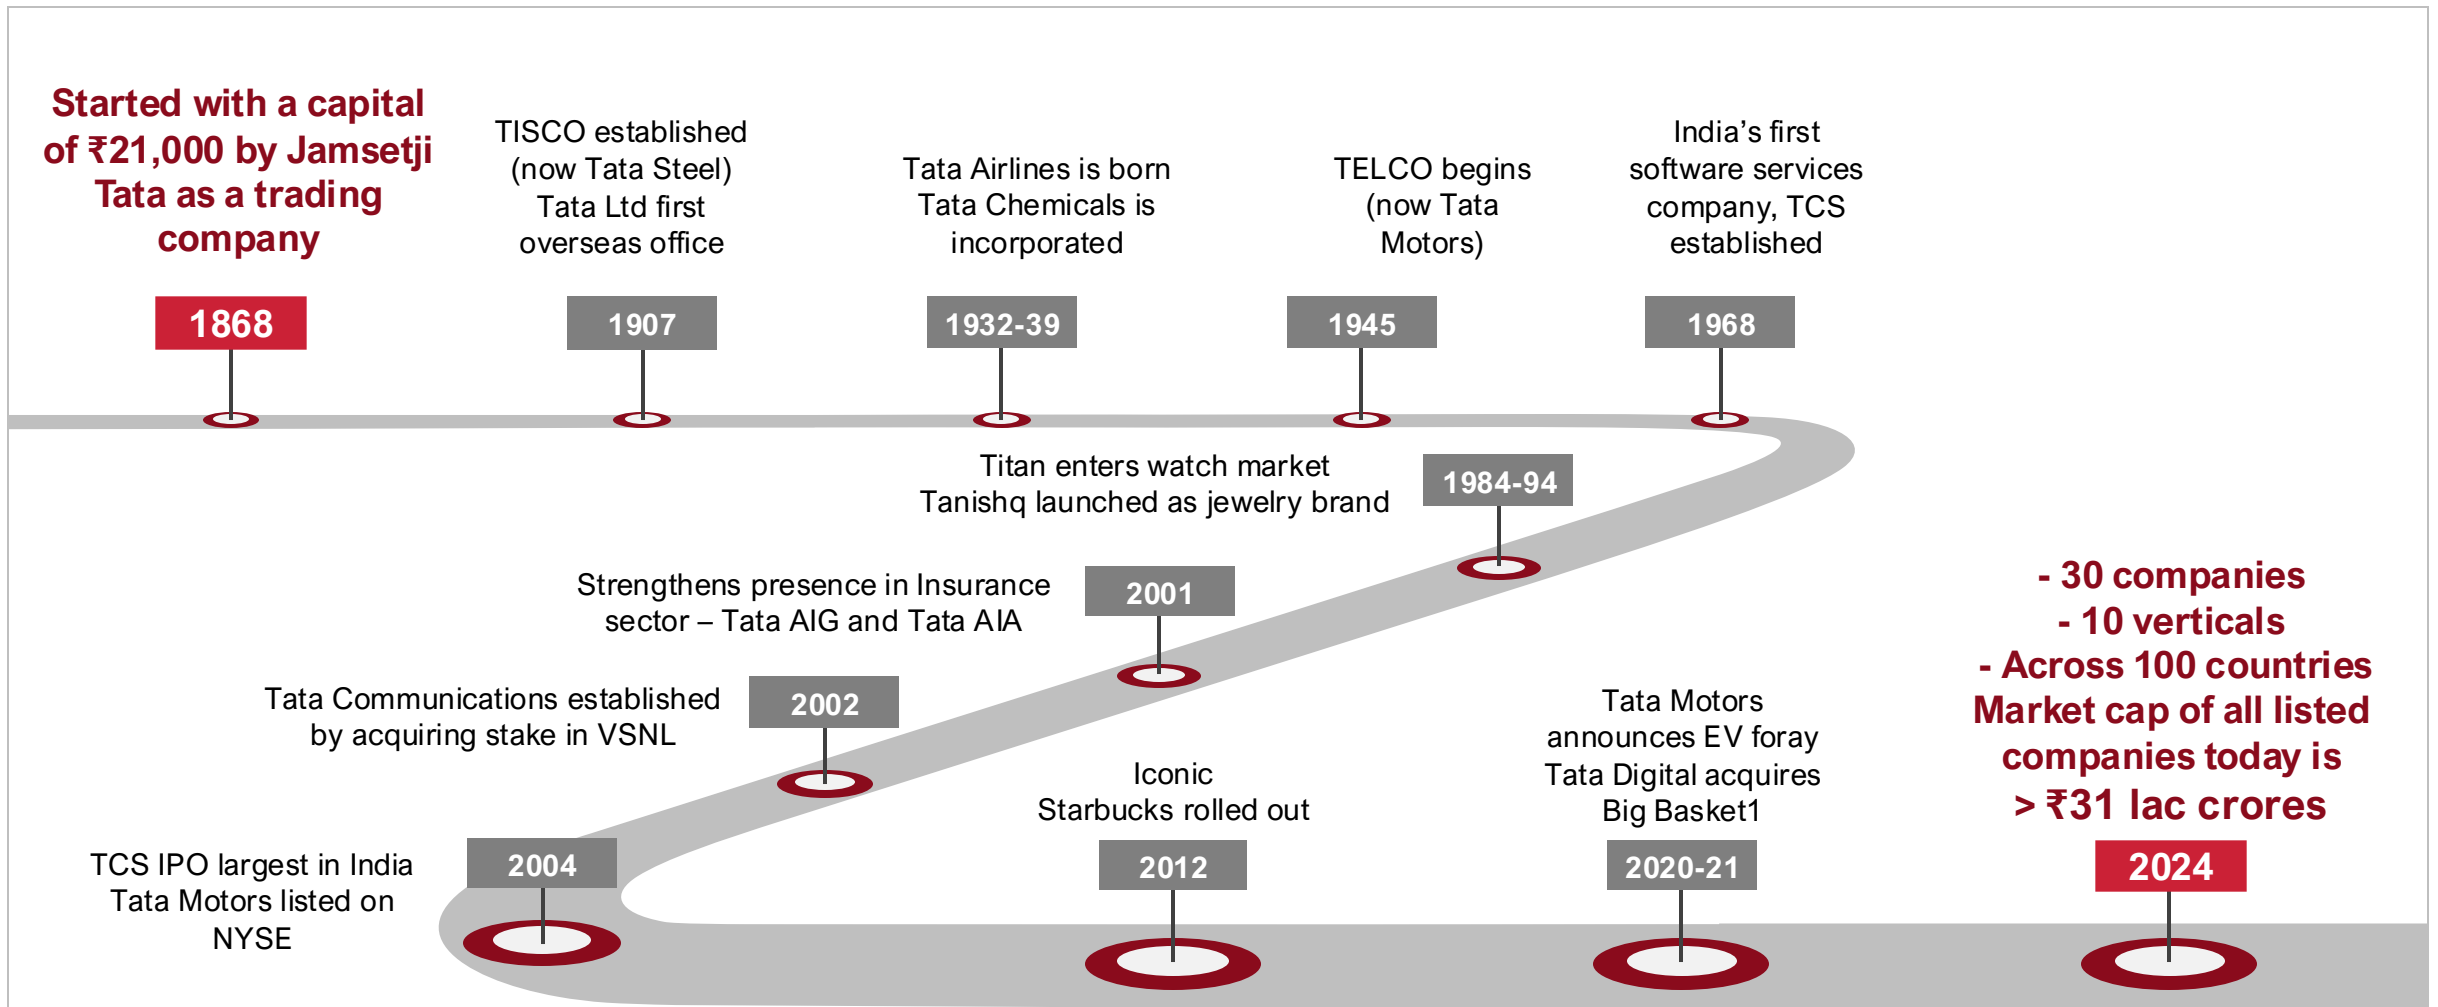 Started with a capital
of ₹21,000 by Jamsetji
Tata as a trading
company
1868
TISCO established
(now Tata Steel)
Tata Ltd first
overseas office
1907
Tata Airlines is born
Tata Chemicals is
incorporated
1932-39
TELCO begins
(now Tata
Motors)
1945
India’s first
software services
company, TCS
established
1968
Titan enters watch market
Tanishq launched as jewelry brand
1984-94
Strengthens presence in Insurance
sector – Tata AIG and Tata AIA
2001
Tata Communications established
by acquiring stake in VSNL
2002
TCS IPO largest in India
Tata Motors listed on
NYSE
2004
Iconic
Starbucks rolled out
2012
Tata Motors
announces EV foray
Tata Digital acquires
Big Basket1
2020-21
- 30 companies
- 10 verticals
- Across 100 countries
Market cap of all listed
companies today is
> ₹31 lac crores
2024